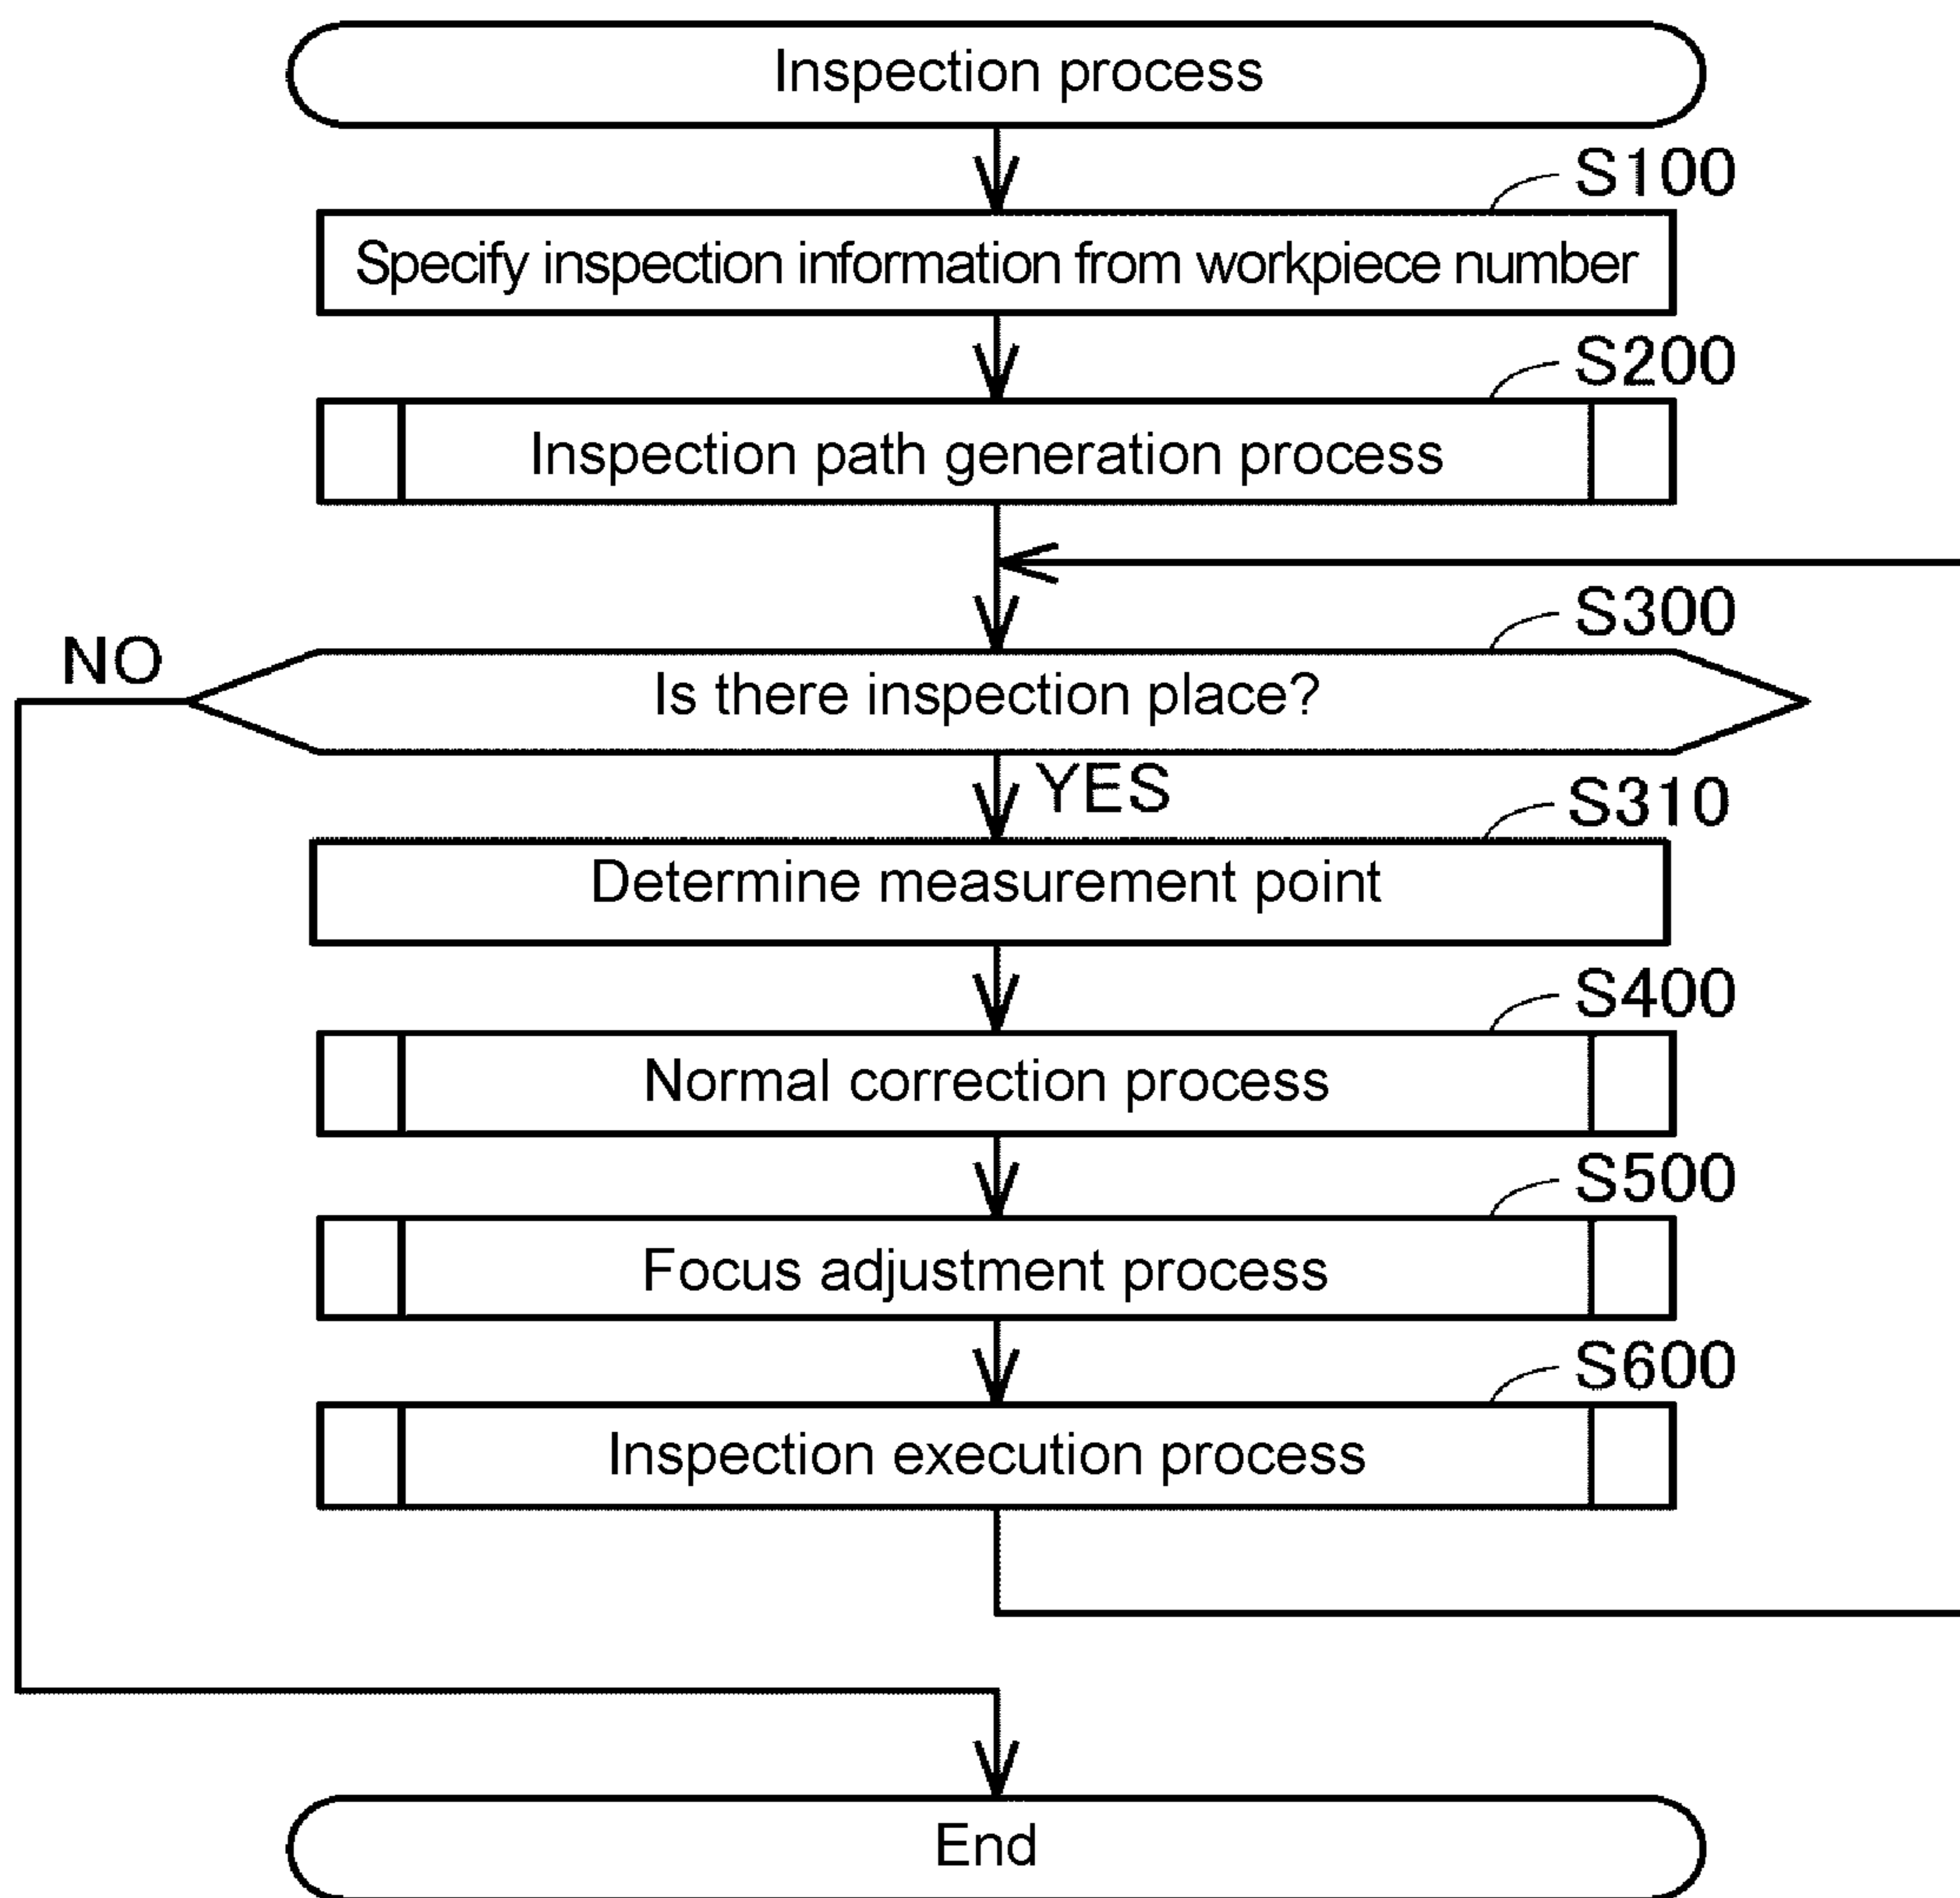 Inspection process
S100
Specify inspection information from workpiece number
S200
Inspection path generation process
S300
NO
Is there inspection place?
YES
S310
Determine measurement point
S400
Normal correction process
S500
Focus adjustment process
S600
Inspection execution process
End